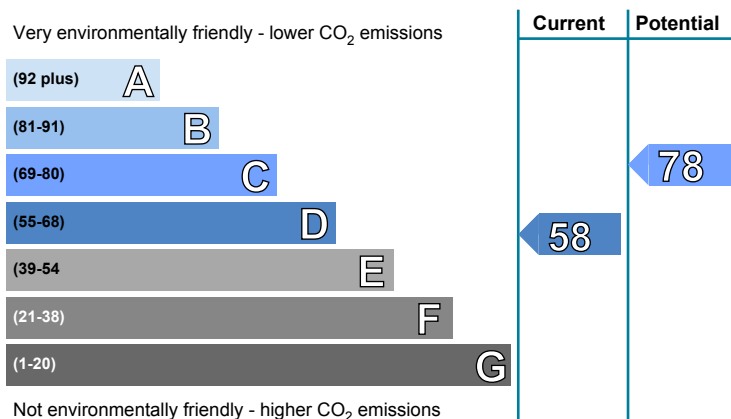 Current Potential
Very environmentally friendly - lower CO2 emissions
(92 plus) A
(81-91) B
(69-80) C
78
(55-68) D
58
(39-54 E
(21-38) F
(1-20) G
Not environmentally friendly - higher CO2 emissions